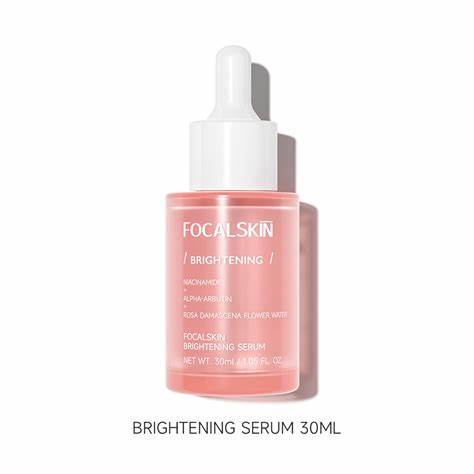 FOCALSKIN
/ BRIGHTENING /
NIACINAMIDE
+
ALPHA-ARBUTIN
+
ROSA DAMASCENA FLOWER WATER
FOCALSKIN
BRIGHTENING SERUM
NET WT. 30ml / 1.05 FL. OZ.
BRIGHTENING SERUM 30ML